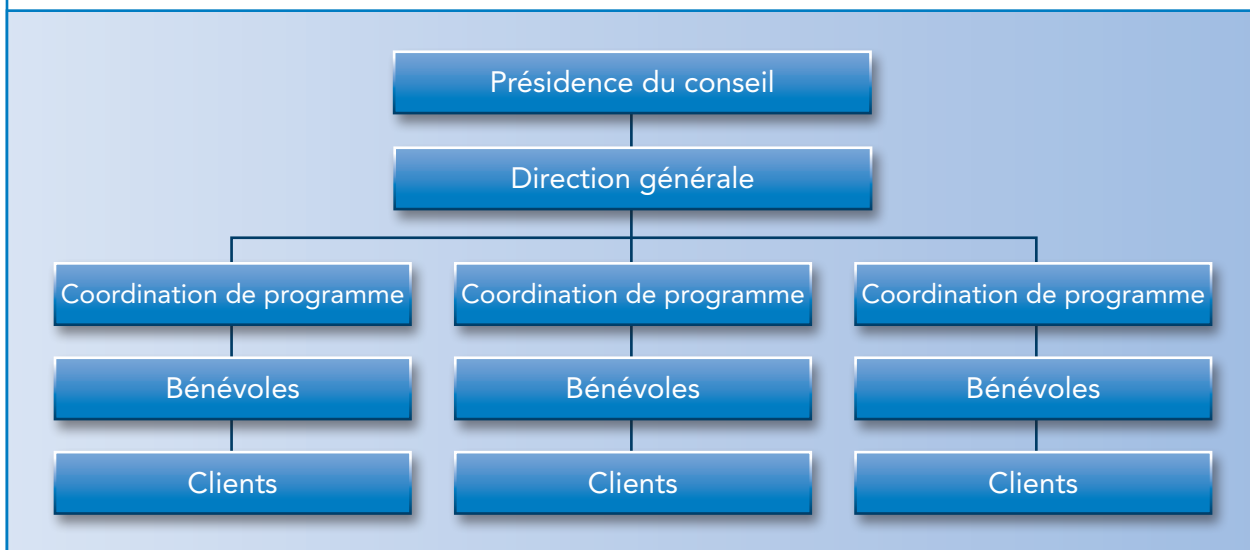 Présidence du conseil
Direction générale
Coordination de programme
Coordination de programme
Coordination de programme
Bénévoles
Bénévoles
Bénévoles
Clients
Clients
Clients